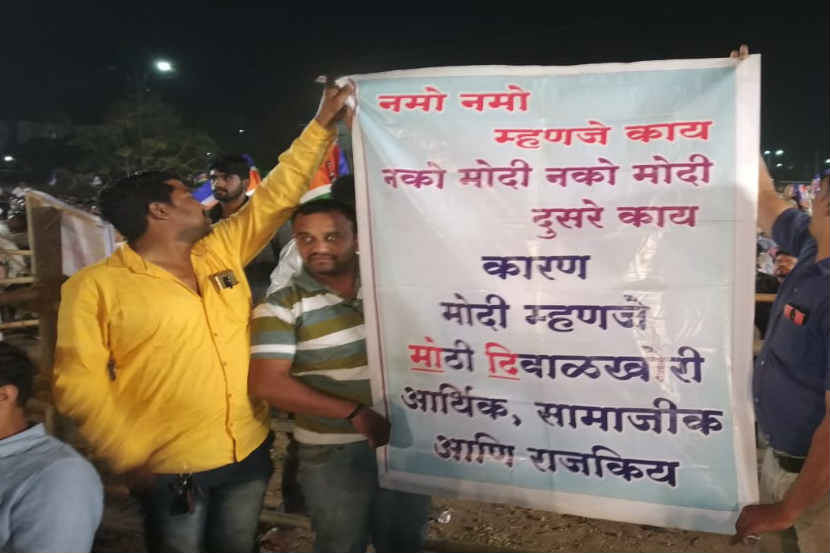 नमो नमो
म्हणजे काय
नको मोदी नको मोदी
दुसरे काय
कारण
मोदी म्हणजे
मोठी दिवाळखोरी
आर्थिक, सामाजीक
आणि राजकिय